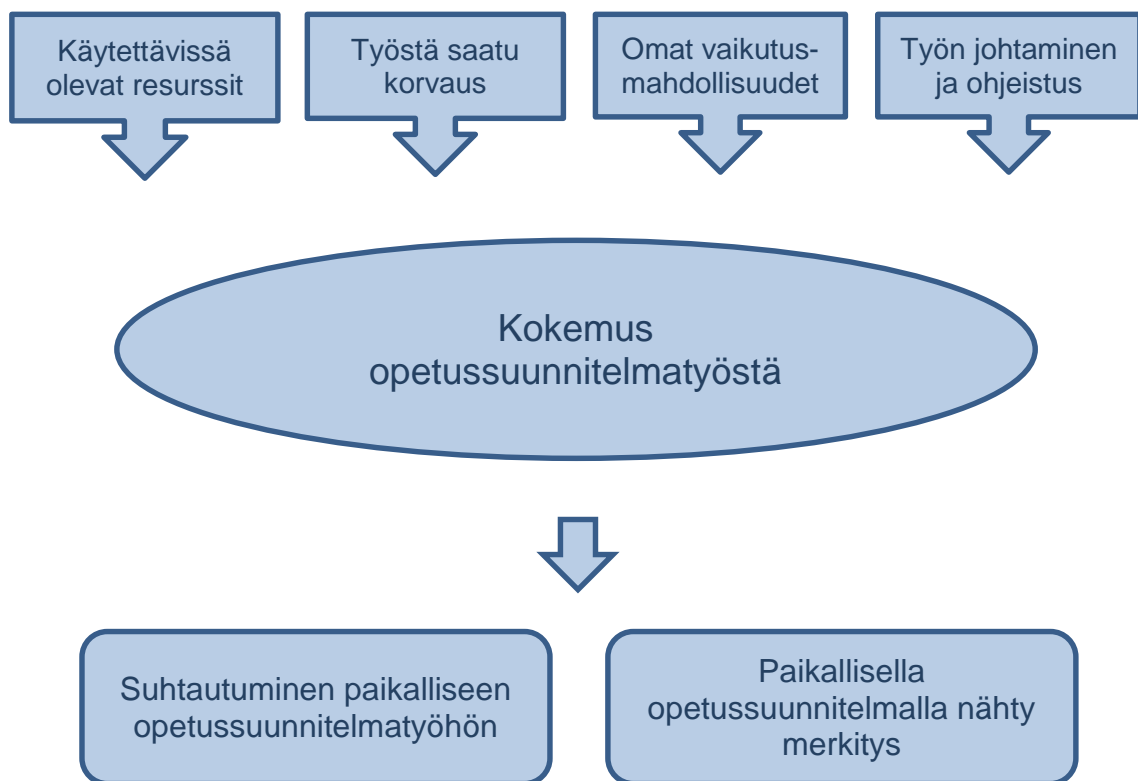 Käytettävissä
olevat resurssit
Työstä saatu
korvaus
Omat vaikutus-
mahdollisuudet
Työn johtaminen
ja ohjeistus
Kokemus
opetussuunnitelmatyöstä
Suhtautuminen paikalliseen
opetussuunnitelmatyöhön
Paikallisella
opetussuunnitelmalla nähty
merkitys